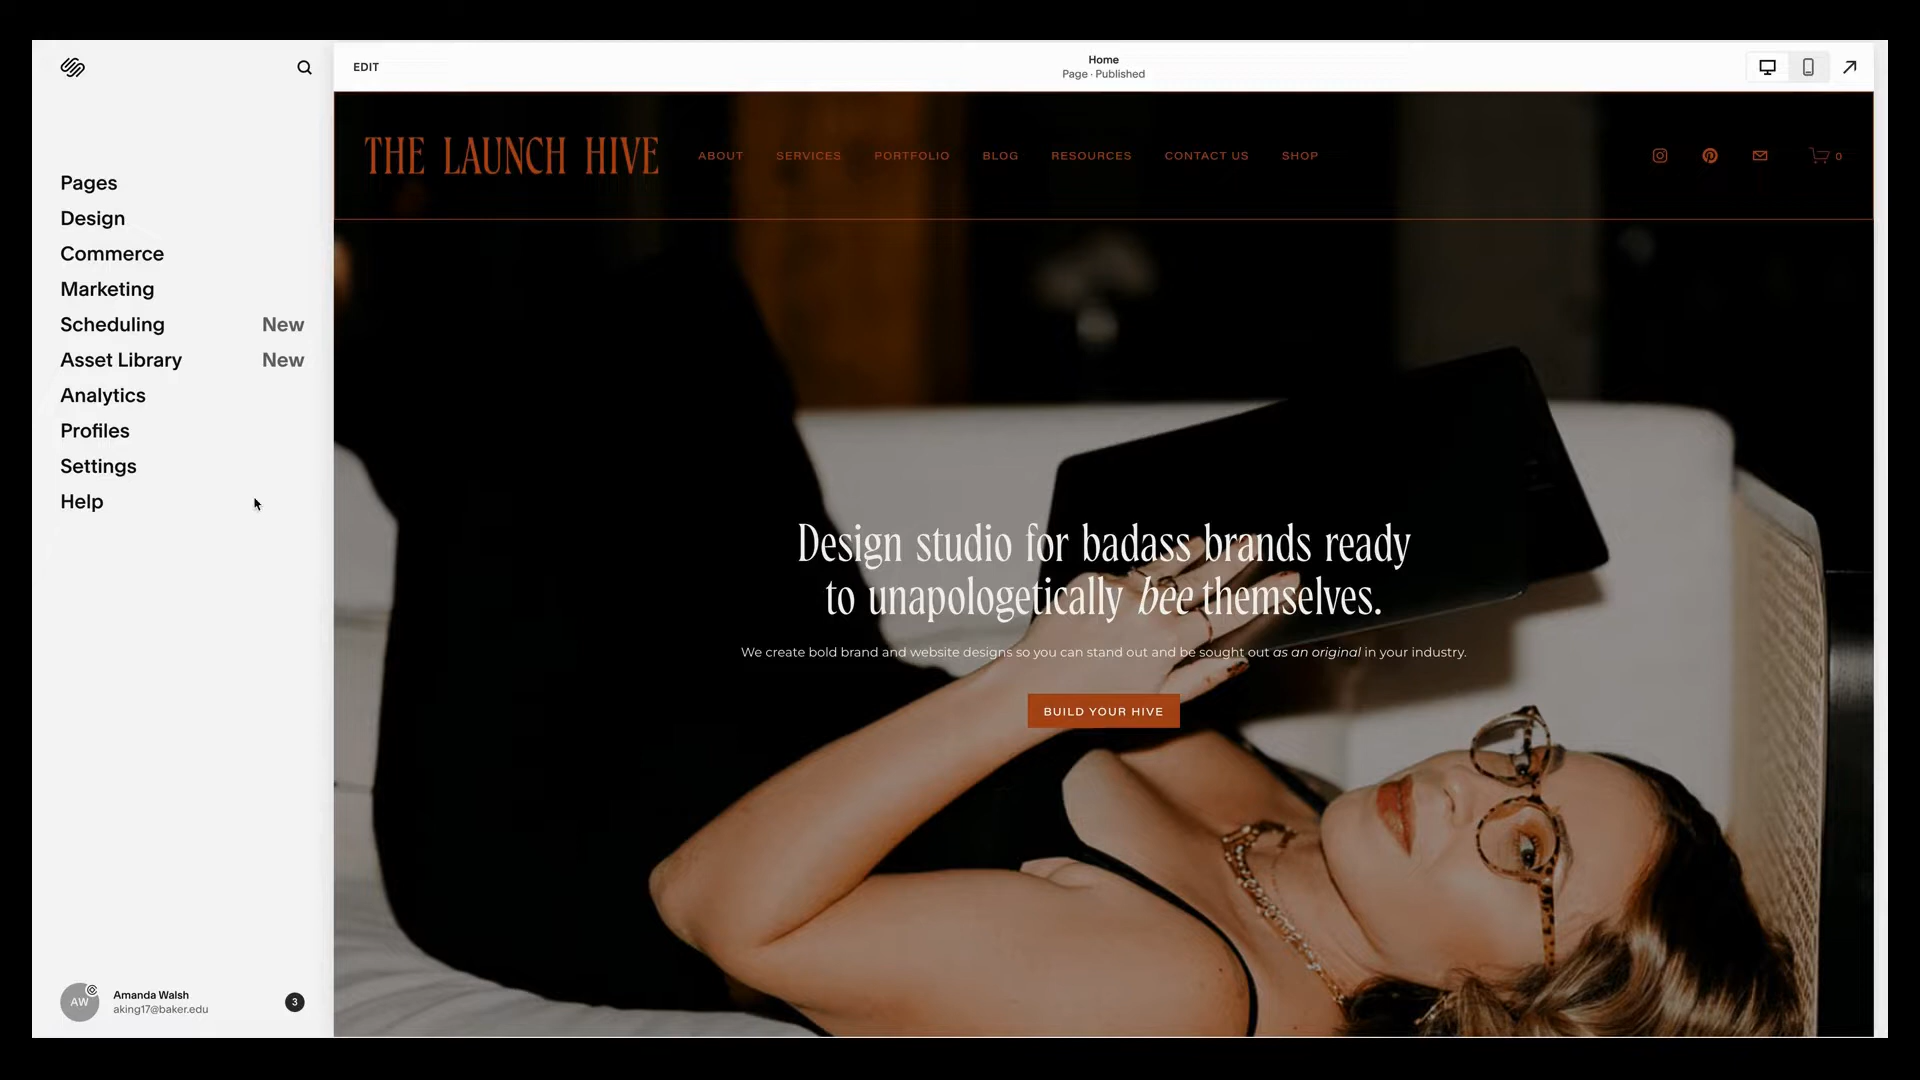 EDIT
Home
Page · Published
Pages
Design
Commerce
Marketing
Scheduling New
Asset Library New
Analytics
Profiles
Settings
Help
AW
Amanda Walsh
aking17@baker.edu
3
THE LAUNCH HIVE
ABOUT SERVICES PORTFOLIO BLOG RESOURCES CONTACT US SHOP
0
Design studio for badass brands ready
to unapologetically bee themselves.
We create bold brand and website designs so you can stand out and be sought out as an original in your industry.
BUILD YOUR HIVE